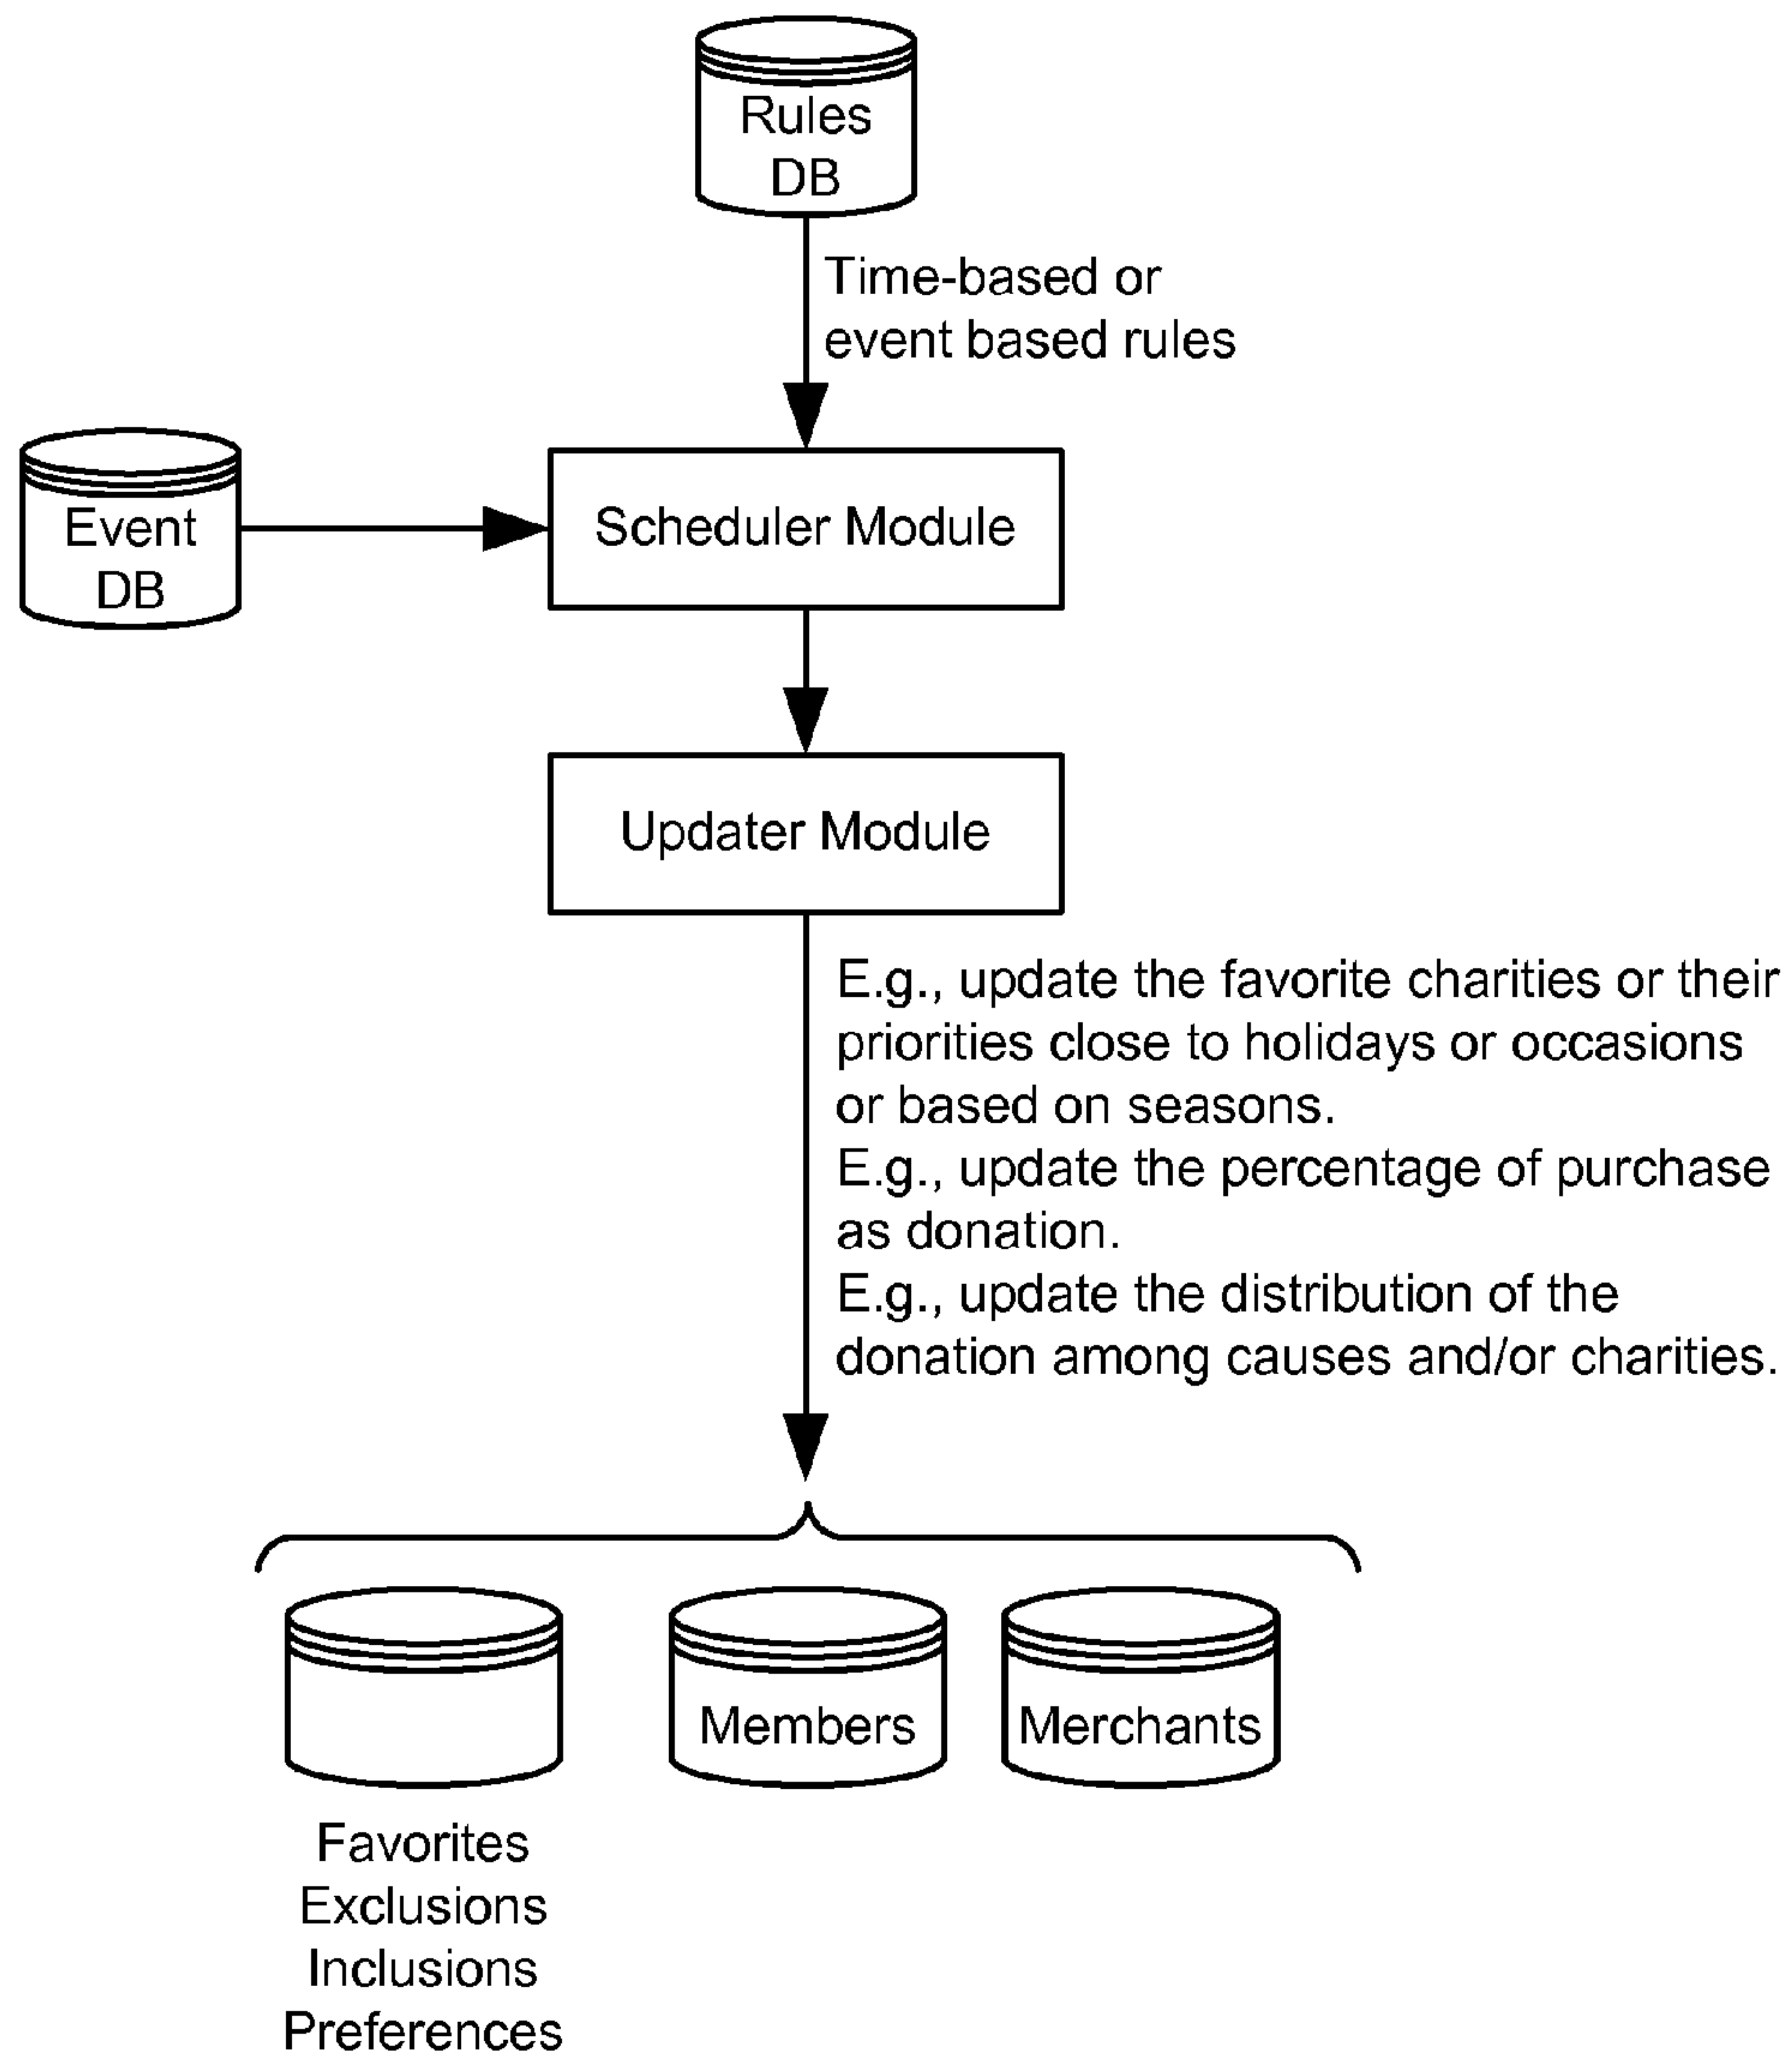 Rules
DB
Time-based or
event based rules
Event
DB
Scheduler Module
Updater Module
E.g., update the favorite charities or their
priorities close to holidays or occasions
or based on seasons.
E.g., update the percentage of purchase
as donation.
E.g., update the distribution of the
donation among causes and/or charities.
Members
Merchants
Favorites
Exclusions
Inclusions
Preferences